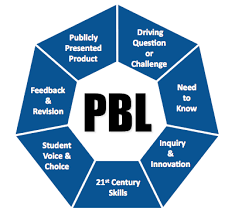 Publicly
Presented
Product
Driving
Question
or
Challenge
Need
to
Know
Inquiry
&
Innovation
21st Century
Skills
Student
Voice &
Choice
Feedback
&
Revision
PBL